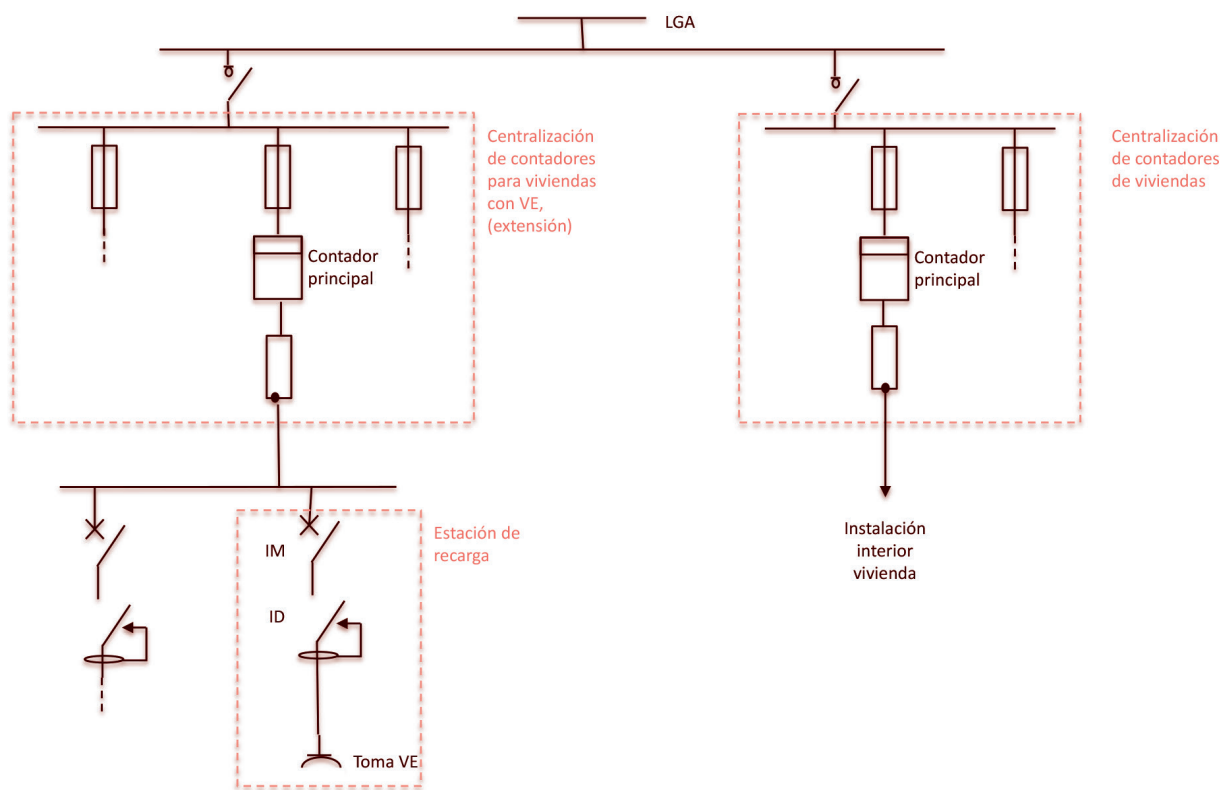 LGA
Centralización
de contadores
para viviendas
con VE,
(extensión)
Contador
principal
Centralización
de contadores
de viviendas
Contador
principal
Estación de
recarga
IM
ID
Toma VE
Instalación
interior
vivienda